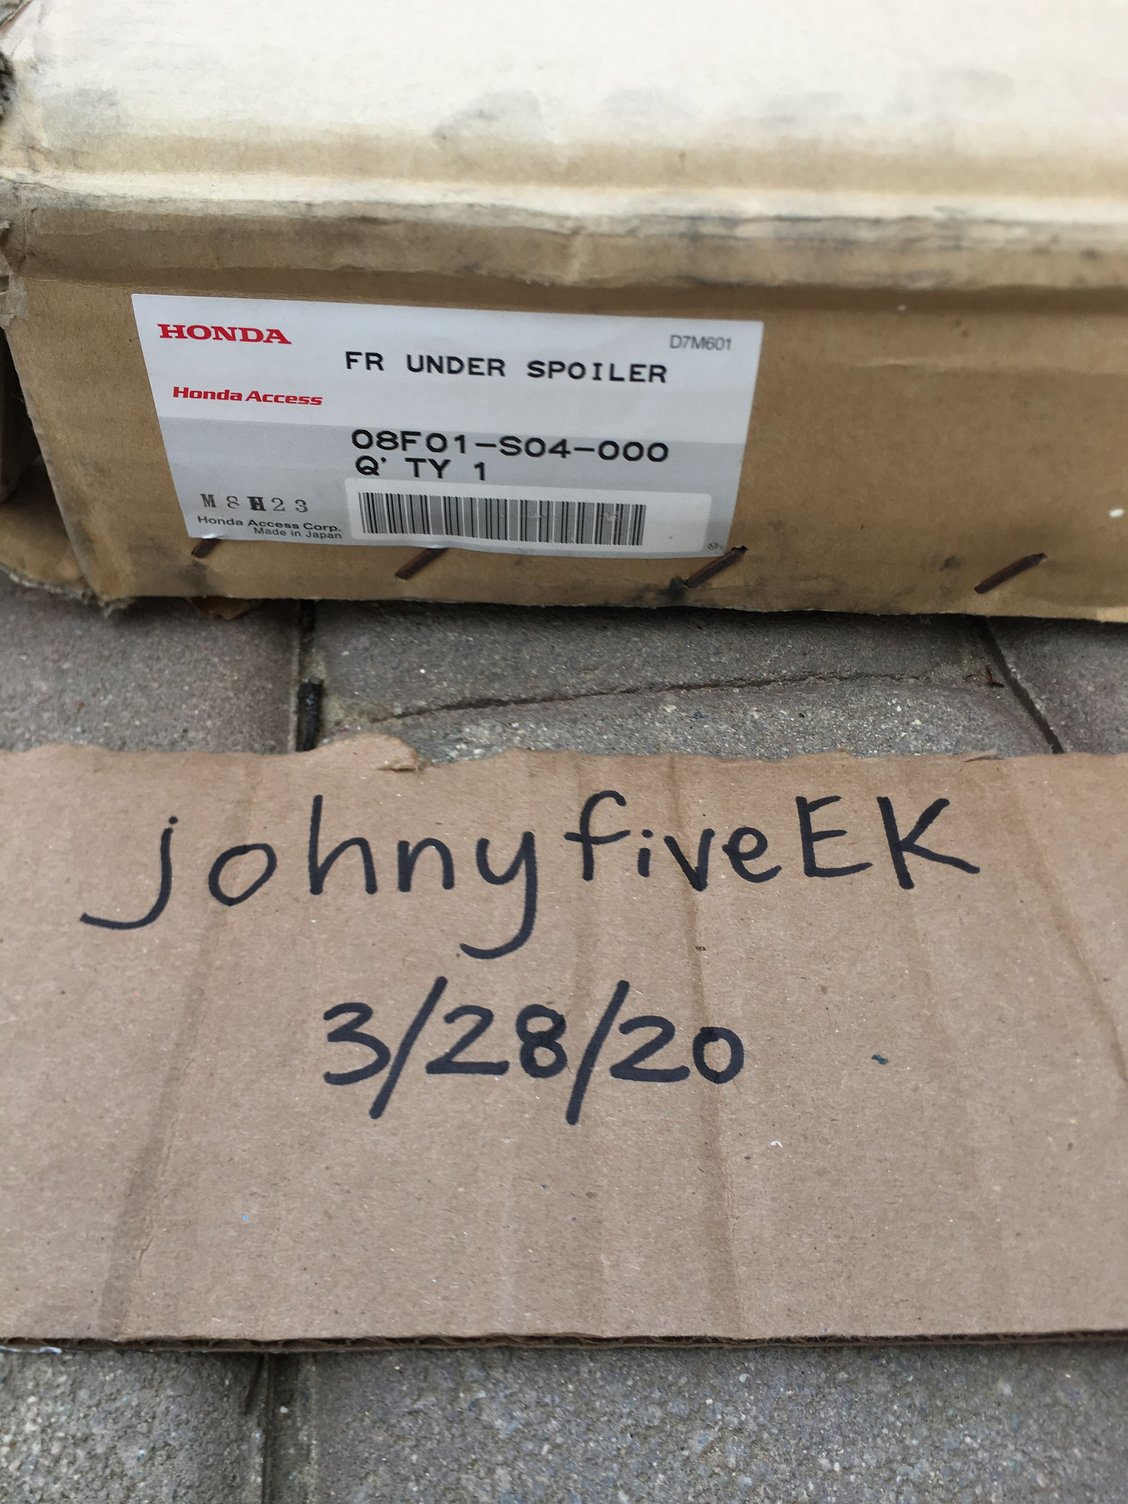 HONDA
D7M601
FR UNDER SPOILER
Honda Access
08F01-S04-000
Q'TY 1
M8H23
Honda Access Corp.
Made in Japan
johnyfiveEK
3/28/20